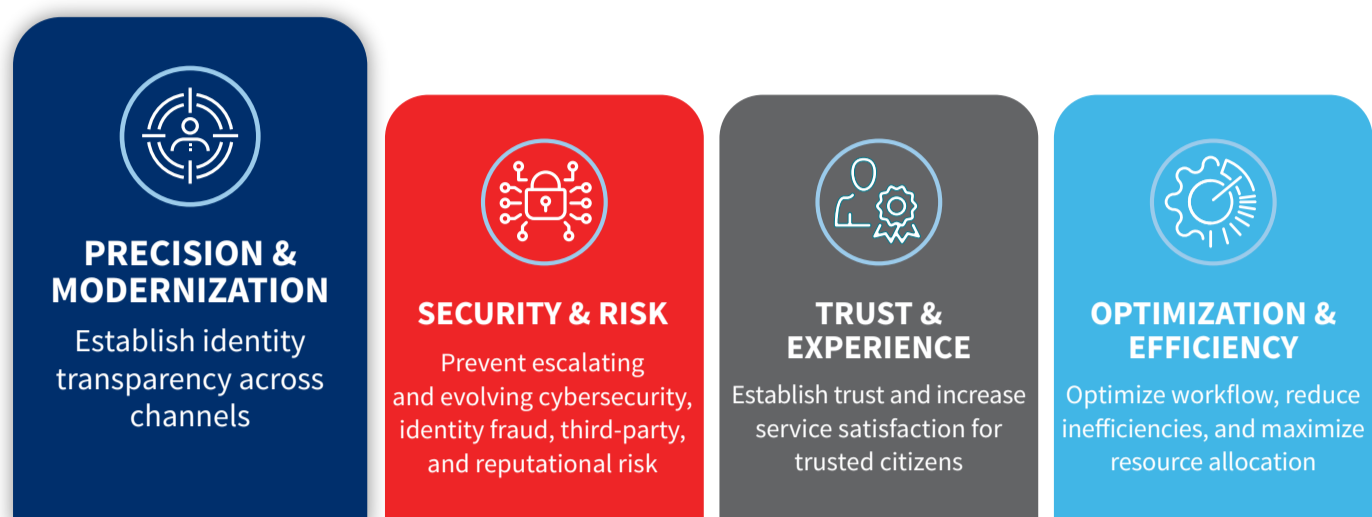 PRECISION &
MODERNIZATION
Establish identity
transparency across
channels
SECURITY & RISK
Prevent escalating
and evolving cybersecurity,
identity fraud, third-party,
and reputational risk
TRUST &
EXPERIENCE
Establish trust and increase
service satisfaction for
trusted citizens
OPTIMIZATION &
EFFICIENCY
Optimize workflow, reduce
inefficiencies, and maximize
resource allocation